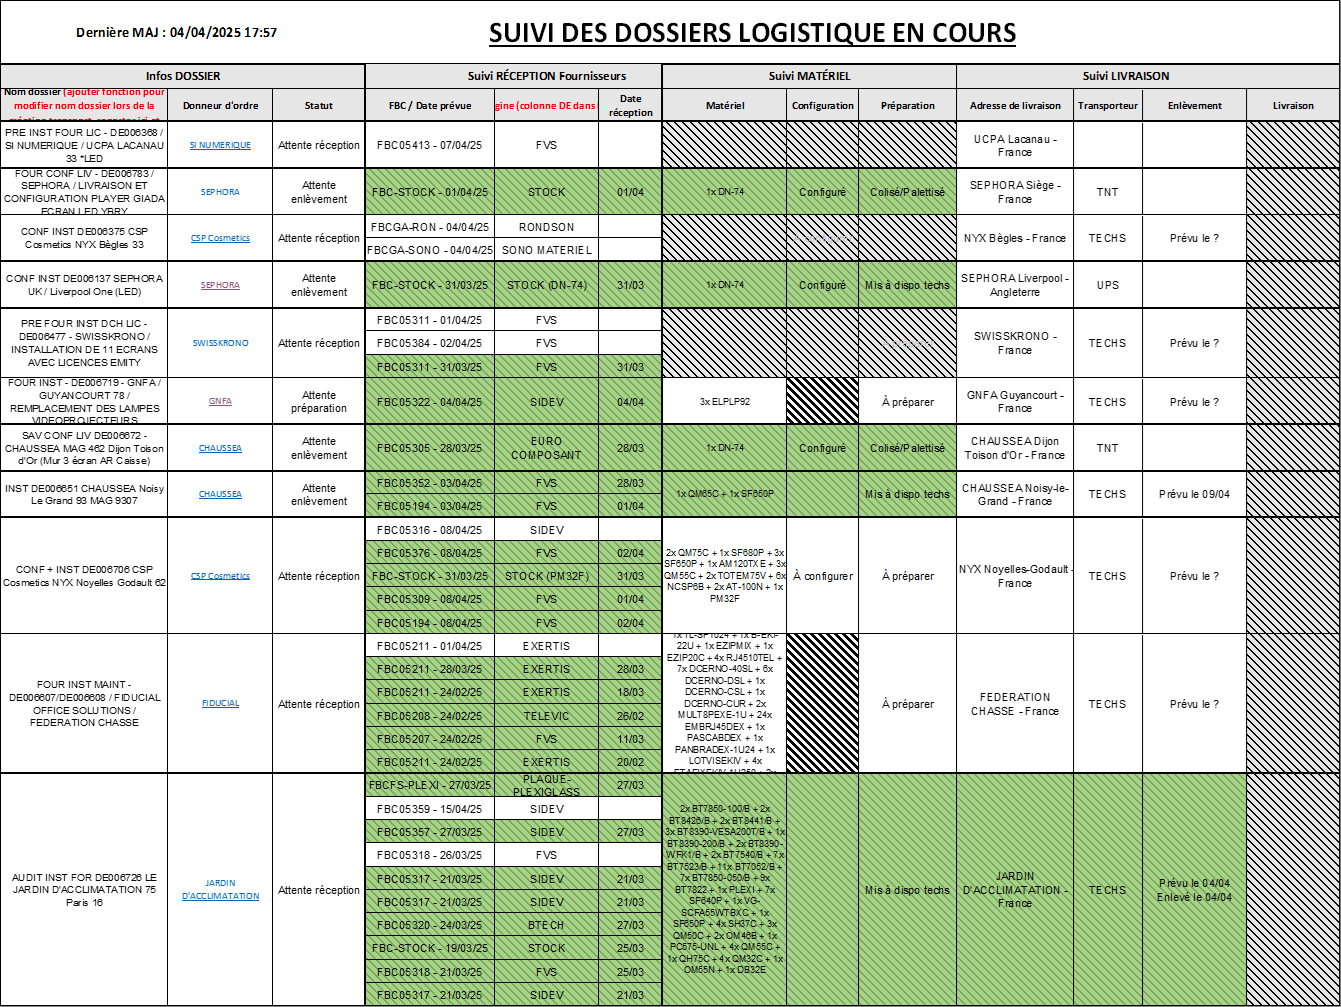 Dernière MAJ : 04/04/2025 17:57
SUIVI DES DOSSIERS LOGISTIQUE EN COURS
Infos DOSSIER
Suivi RÉCEPTION Fournisseurs
Suivi MATÉRIEL
Suivi LIVRAISON
Nom dossier (ajouter fonction pour
modifier nom dossier lors de la
Donneur d'ordre
Statut
FBC / Date prévue
gine (colonne DE dans
Date
réception
Matériel
Configuration
Préparation
Adresse de livraison
Transporteur
Enlèvement
Livraison
PRE INST FOUR LIC - DE006368 /
SI NUMERIQUE / UCPA LACANAU
33 *LED
SI NUMERIQUE
Attente réception
FBC05413 - 07/04/25
FVS
UCPA Lacanau -
France
FOUR CONF LIV - DE006783 /
SEPHORA / LIVRAISON ET
CONFIGURATION PLAYER GIADA
ECRAN LED YBRY
SEPHORA
Attente
enlèvement
FBC-STOCK - 01/04/25
STOCK
01/04
1x DN-74
Configuré
Colisé/Palettisé
SEPHORA Siège -
France
TNT
CONF INST DE006375 CSP
Cosmetics NYX Bègles 33
CSP Cosmetics
Attente réception
FBCGA-RON - 04/04/25
RONDSON
FBCGA-SONO - 04/04/25
SONO MATERIEL
NYX Bègles - France
TECHS
Prévu le ?
CONF INST DE006137 SEPHORA
UK / Liverpool One (LED)
SEPHORA
Attente
enlèvement
FBC-STOCK - 31/03/25
STOCK (DN-74)
31/03
1x DN-74
Configuré
Mis à dispo techs
SEPHORA Liverpool -
Angleterre
UPS
PRE FOUR INST DCH LIC -
DE006477 - SWISSKRONO /
INSTALLATION DE 11 ECRANS
AVEC LICENCES EMITY
SWISSKRONO
Attente réception
FBC05311 - 01/04/25
FVS
FBC05384 - 02/04/25
FVS
FBC05311 - 31/03/25
FVS
31/03
SWISSKRONO -
France
TECHS
Prévu le ?
FOUR INST - DE006719 - GNFA /
GUYANCOURT 78 /
REMPLACEMENT DES LAMPES
VIDEOPROJECTEURS
GNFA
Attente
préparation
FBC05322 - 04/04/25
SIDEV
04/04
3x ELPLP92
À préparer
GNFA Guyancourt -
France
TECHS
Prévu le ?
SAV CONF LIV DE006672 -
CHAUSSEA MAG 462 Dijon Toison
d'Or (Mur 3 écran AR Caisse)
CHAUSSEA
Attente
enlèvement
FBC05305 - 28/03/25
EURO
COMPOSANT
28/03
1x DN-74
Configuré
Colisé/Palettisé
CHAUSSEA Dijon
Toison d'Or - France
TNT
INST DE006651 CHAUSSEA Noisy
Le Grand 93 MAG 9307
CHAUSSEA
Attente
enlèvement
FBC05352 - 03/04/25
FVS
28/03
FBC05194 - 03/04/25
FVS
01/04
1x QM65C + 1x SF650P
Mis à dispo techs
CHAUSSEA Noisy-le-
Grand - France
TECHS
Prévu le 09/04
CONF + INST DE006706 CSP
Cosmetics NYX Noyelles Godault 62
CSP Cosmetics
Attente réception
FBC05316 - 08/04/25
SIDEV
FBC05376 - 08/04/25
FVS
02/04
FBC-STOCK - 31/03/25
STOCK (PM32F)
31/03
FBC05309 - 08/04/25
FVS
01/04
FBC05194 - 08/04/25
FVS
02/04
2x QM75C + 1x SF680P + 3x
SF650P + 1x AM120TXE + 3x
QM55C + 2x TOTEM75V + 6x
NCSP6B + 2x AT-100N + 1x
PM32F
À configurer
À préparer
NYX Noyelles-Godault -
France
TECHS
Prévu le ?
FOUR INST MAINT -
DE006607/DE006608 / FIDUCIAL
OFFICE SOLUTIONS /
FEDERATION CHASSE
FIDUCIAL
Attente réception
FBC05211 - 01/04/25
EXERTIS
FBC05211 - 28/03/25
EXERTIS
28/03
FBC05211 - 24/02/25
EXERTIS
18/03
FBC05208 - 24/02/25
TELEVIC
26/02
FBC05207 - 24/02/25
FVS
11/03
FBC05211 - 24/02/25
EXERTIS
20/02
1x TL-SF1024 + 1x B-EKF-
22U + 1x EZIPMIX + 1x
EZIP20C + 4x RJ4510TEL +
7x DCERNO-40SL + 6x
DCERNO-DSL + 1x
DCERNO-CSL + 1x
DCERNO-CUR + 2x
MULT8PEXE-1U + 24x
EMBRJ45DEX + 1x
PASCABDEX + 1x
PANBRADEX-1U24 + 1x
LOTVISEKIV + 4x
À préparer
FEDERATION
CHASSE - France
TECHS
Prévu le ?
AUDIT INST FOR DE006726 LE
JARDIN D'ACCLIMATATION 75
Paris 16
JARDIN
D'ACCLIMATATION
Attente réception
FBCFS-PLEXI - 27/03/25
PLAQUE-
PLEXIGLASS
27/03
FBC05359 - 15/04/25
SIDEV
FBC05357 - 27/03/25
SIDEV
27/03
FBC05318 - 26/03/25
FVS
FBC05317 - 21/03/25
SIDEV
21/03
FBC05317 - 21/03/25
SIDEV
21/03
FBC05320 - 24/03/25
BTECH
27/03
FBC-STOCK - 19/03/25
STOCK
25/03
FBC05318 - 21/03/25
FVS
25/03
FBC05317 - 21/03/25
SIDEV
21/03
2x BT7850-100/B + 2x
BT8426/B + 2x BT8441/B +
3x BT8390-VESA200T/B + 1x
BT8390-200/B + 2x BT8390-
WFK1/B + 2x BT7540/B + 7x
BT7623/B + 11x BT7052/B +
7x BT7850-050/B + 9x
BT7822 + 1x PLEXI + 7x
SF640P + 1x VG-
SCFA55WTBXC + 1x
SF650P + 4x SH37C + 3x
QM50C + 2x OM46B + 1x
PC575-UNL + 4x QM55C +
1x QH75C + 4x QM32C + 1x
OM55N + 1x DB32E
Mis à dispo techs
JARDIN
D'ACCLIMATATION -
France
TECHS
Prévu le 04/04
Enlevé le 04/04